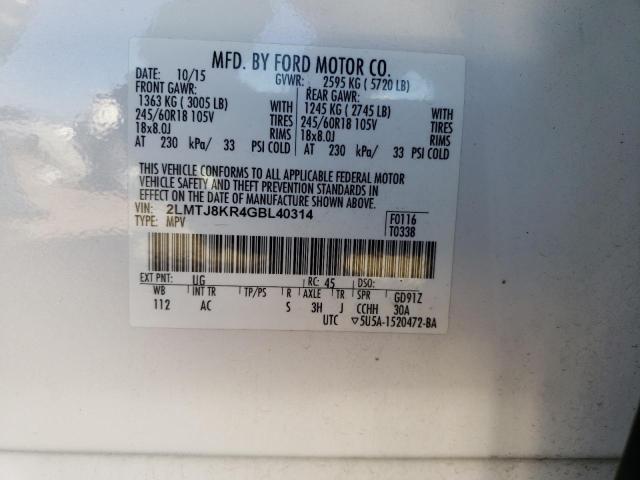 MFD. BY FORD MOTOR CO.
DATE: 10/15 GVWR: 2595 KG ( 5720 LB)
FRONT GAWR: REAR GAWR:
1363 KG ( 3005 LB) WITH 1245 KG ( 2745 LB) WITH
245/60R18 105V TIRES 245/60R18 105V TIRES
18x8.0J RIMS 18x8.0J RIMS
AT 230 kPa/ 33 PSI COLD AT 230 kPa/ 33 PSI COLD
THIS VEHICLE CONFORMS TO ALL APPLICABLE FEDERAL MOTOR
VEHICLE SAFETY AND THEFT PREVENTION STANDARDS IN
EFFECT ON THE DATE OF MANUFACTURE SHOWN ABOVE.
VIN: 2LMTJ8KR4GBL40314 F0116
TYPE: MPV T0338
EXT PNT: UG RC: 45 DSO:
WB INT TR TP/PS R AXLE TR SPR GD91Z
112 AC S 3H J CCHH 30A
UTC ▽5U5A-1520472-BA